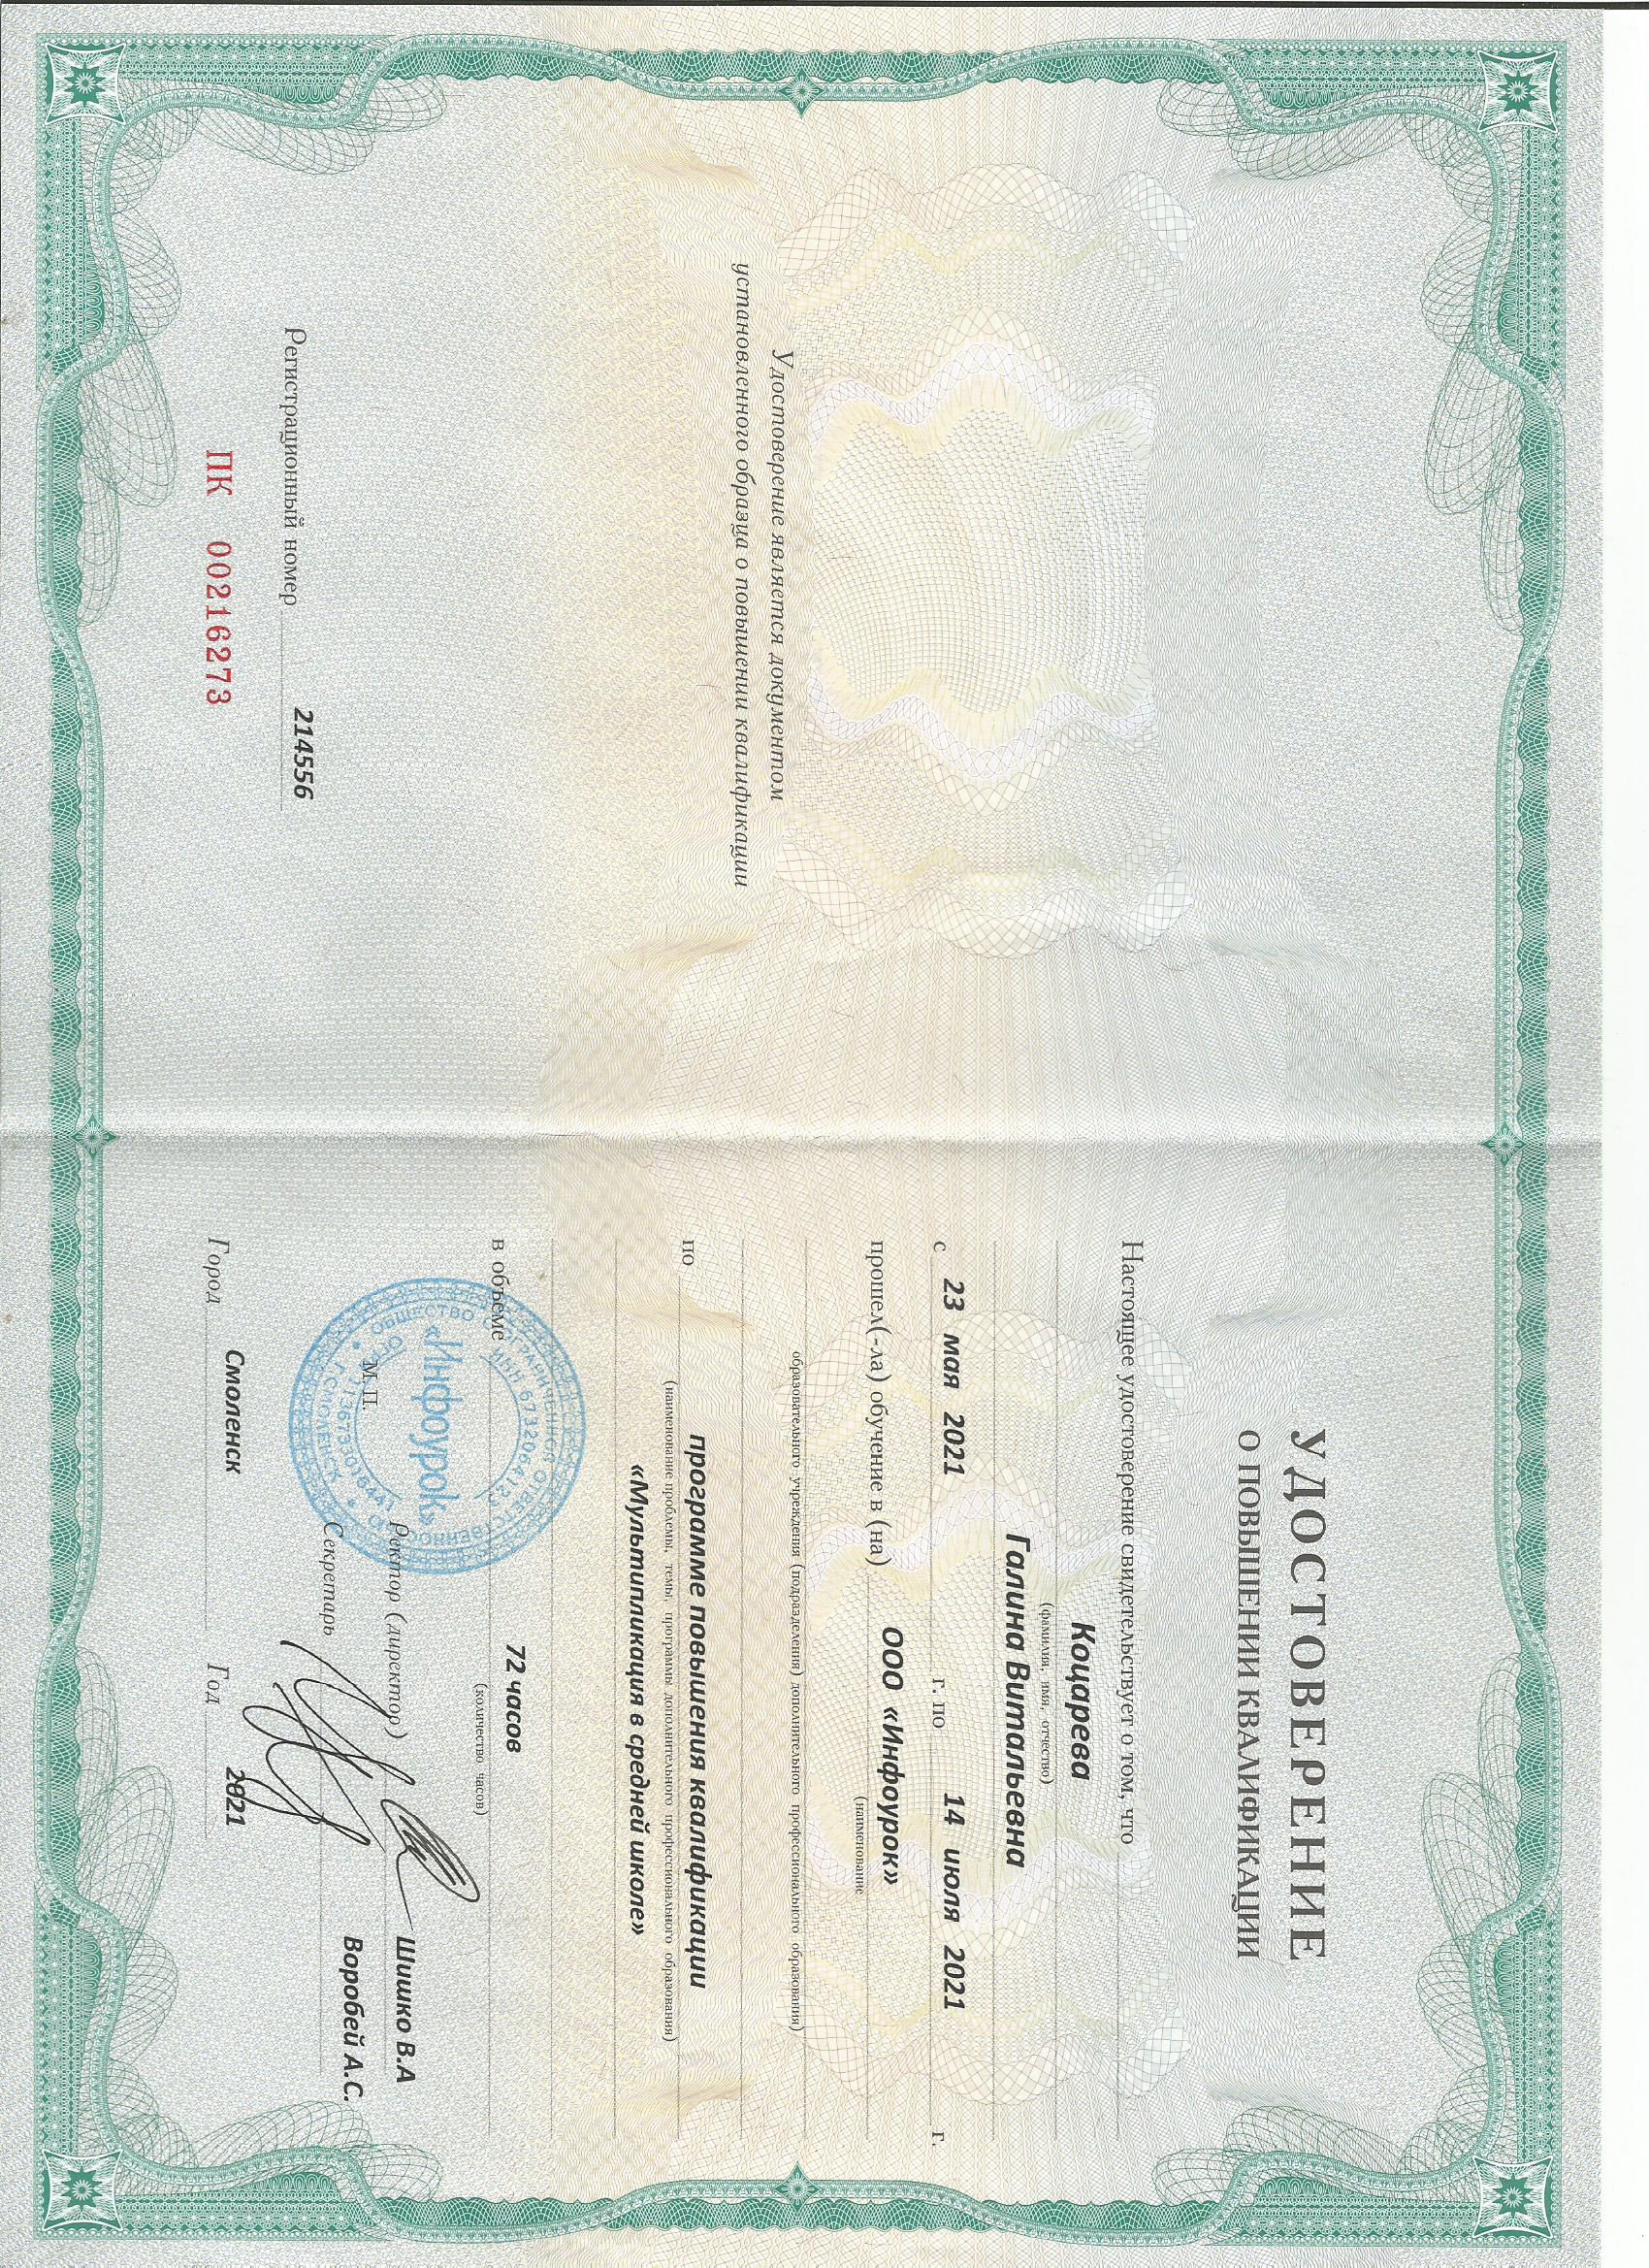 Удостоверение является документом
установленного образца о повышении квалификации
Регистрационный номер 214556
ПК 00216273
УДОСТОВЕРЕНИЕ
О ПОВЫШЕНИИ КВАЛИФИКАЦИИ
Настоящее удостоверение свидетельствует о том, что
Коцарева
(фамилия, имя, отчество)
Галина Витальевна
с 23 мая 2021 г. по 14 июля 2021 г.
прошел(-ла) обучение в (на) ООО «Инфоурок»
(наименование
образовательного учреждения (подразделения) дополнительного профессионального образования)
по программе повышения квалификации
(наименование проблемы, темы, программы дополнительного профессионального образования)
«Мультипликация в средней школе»
в объеме 72 часов
(количество часов)
ОБЩЕСТВО С ОГРАНИЧЕННОЙ ОТВЕТСТВЕННОСТЬЮ
ИНН 6732064123
«Инфоурок»
ОГРН 1136733016441
г.СМОЛЕНСК
М. П.
Ректор (директор) Шишко В.А
Секретарь Воробей А.С.
Город Смоленск Год 2021